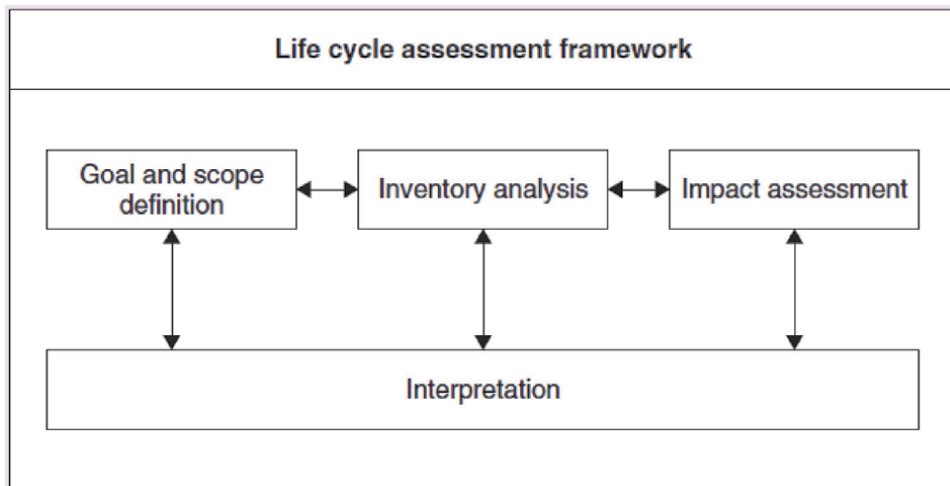 Life cycle assessment framework
Goal and scope
definition
Inventory analysis
Impact assessment
Interpretation